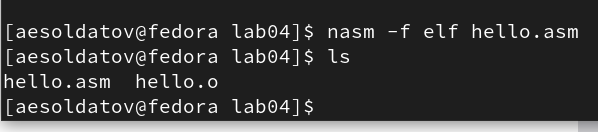 [aesoldatov@fedora lab04]$ nasm -f elf hello.asm
[aesoldatov@fedora lab04]$ ls
hello.asm  hello.o
[aesoldatov@fedora lab04]$